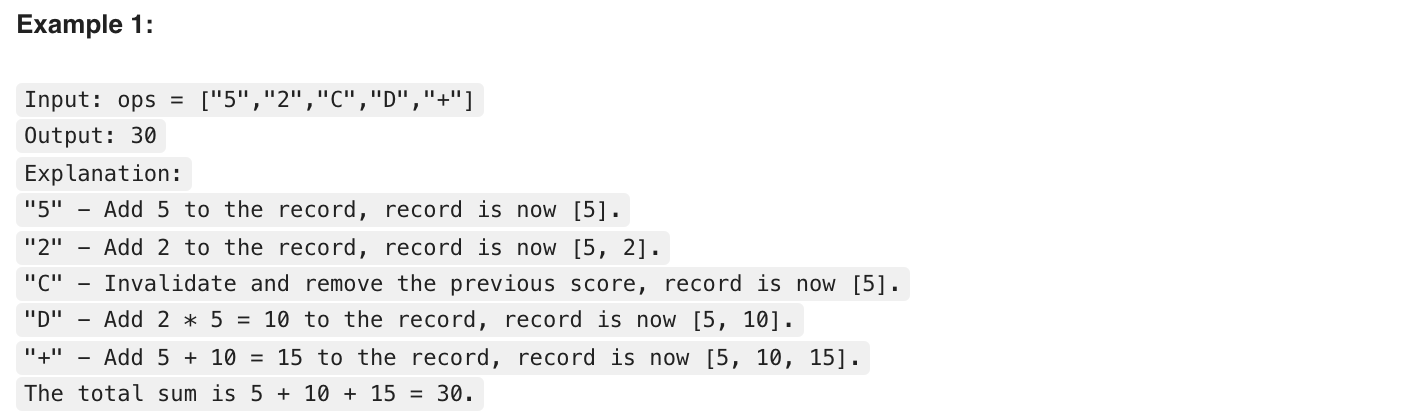 Example 1:
Input: ops = ["5","2","C","D","+"]
Output: 30
Explanation:
"5" – Add 5 to the record, record is now [5].
"2" – Add 2 to the record, record is now [5, 2].
"C" – Invalidate and remove the previous score, record is now [5].
"D" – Add 2 * 5 = 10 to the record, record is now [5, 10].
"+" – Add 5 + 10 = 15 to the record, record is now [5, 10, 15].
The total sum is 5 + 10 + 15 = 30.